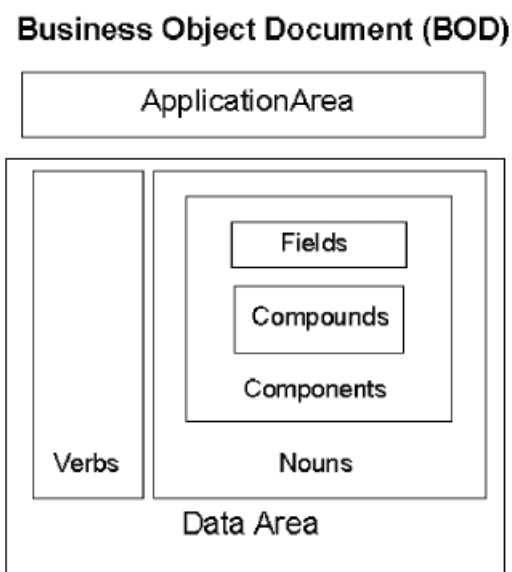 Business Object Document (BOD)
ApplicationArea
Fields
Compounds
Components
Verbs
Nouns
Data Area